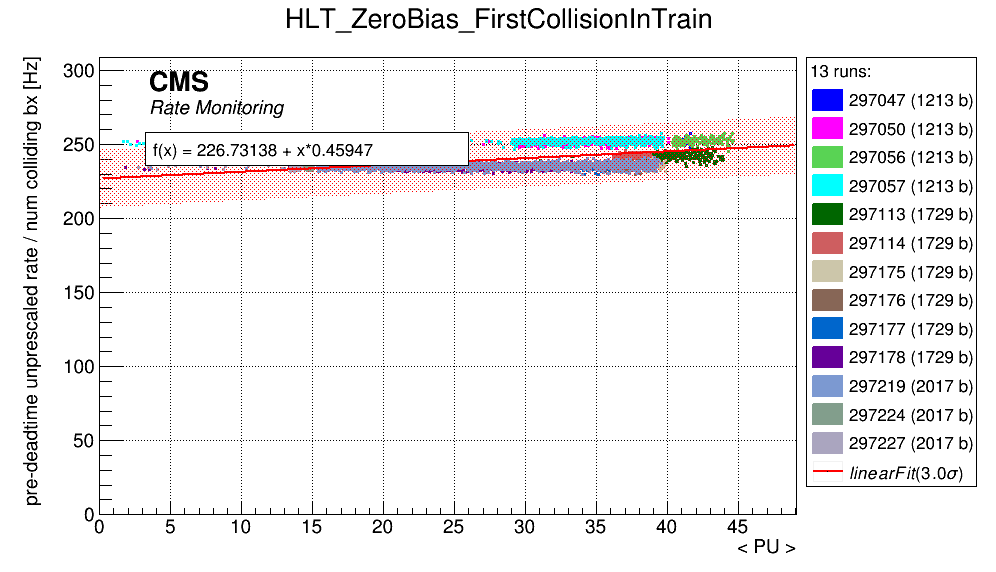 HLT_ZeroBias_FirstCollisionInTrain
pre-deadtime unprescaled rate / num colliding bx [Hz]
300
250
200
150
100
50
0
CMS
Rate Monitoring
f(x) = 226.73138 + x*0.45947
0 5 10 15 20 25 30 35 40 45
< PU >
13 runs:
297047 (1213 b)
297050 (1213 b)
297056 (1213 b)
297057 (1213 b)
297113 (1729 b)
297114 (1729 b)
297175 (1729 b)
297176 (1729 b)
297177 (1729 b)
297178 (1729 b)
297219 (2017 b)
297224 (2017 b)
297227 (2017 b)
linearFit(3.0σ)